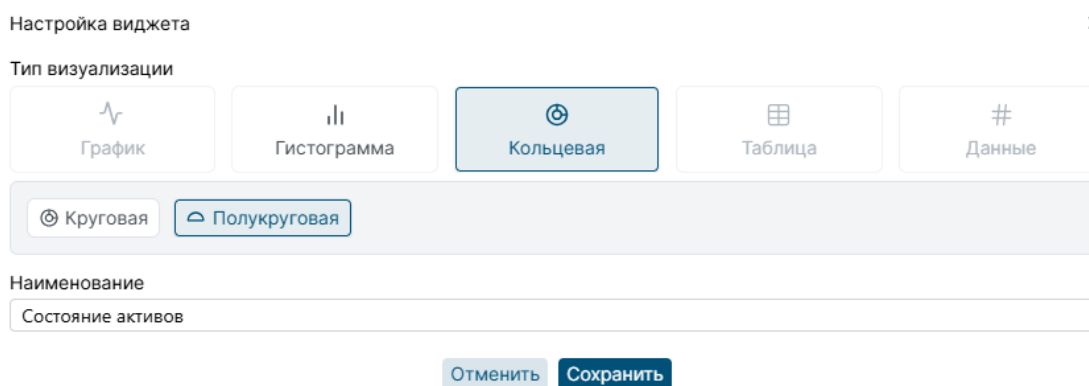 Настройка виджета
Тип визуализации
График
Гистограмма
Кольцевая
Таблица
Данные
Круговая
Полукруговая
Наименование
Состояние активов
Отменить
Сохранить